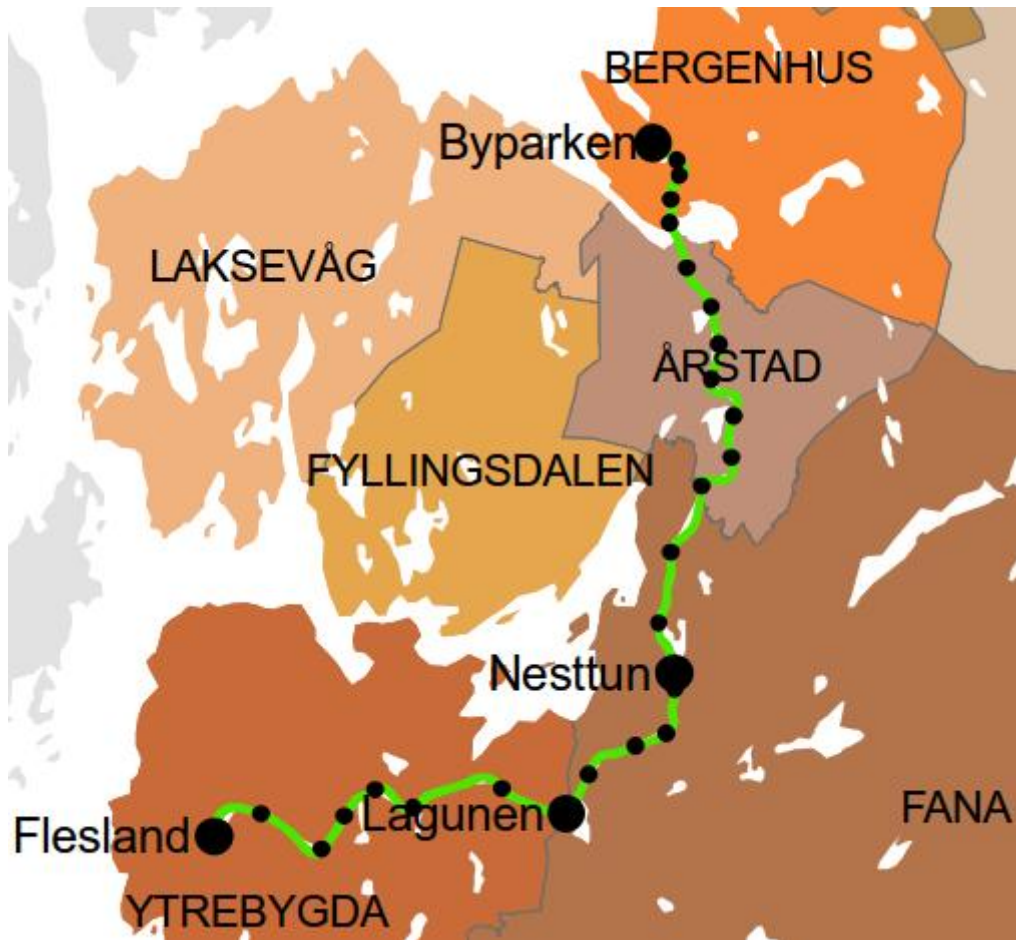 BERGENHUS
Byparken
LAKSEVÅG
ÅRSTAD
FYLLINGSDALEN
Nesttun
Lagunen
FANA
Flesland
YTREBYGDA